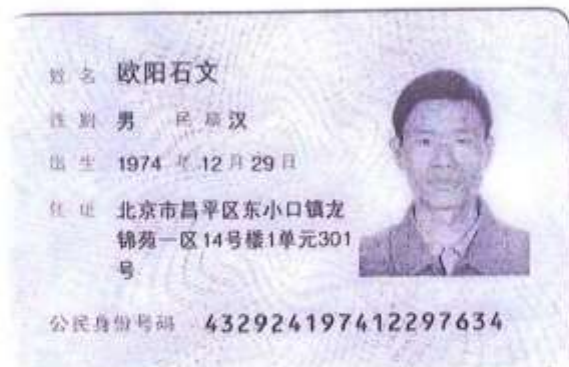 姓名 欧阳石文
性别 男 民族 汉
出生 1974 年 12 月 29 日
住址 北京市昌平区东小口镇龙
锦苑一区14号楼1单元301
号
公民身份号码 432924197412297634